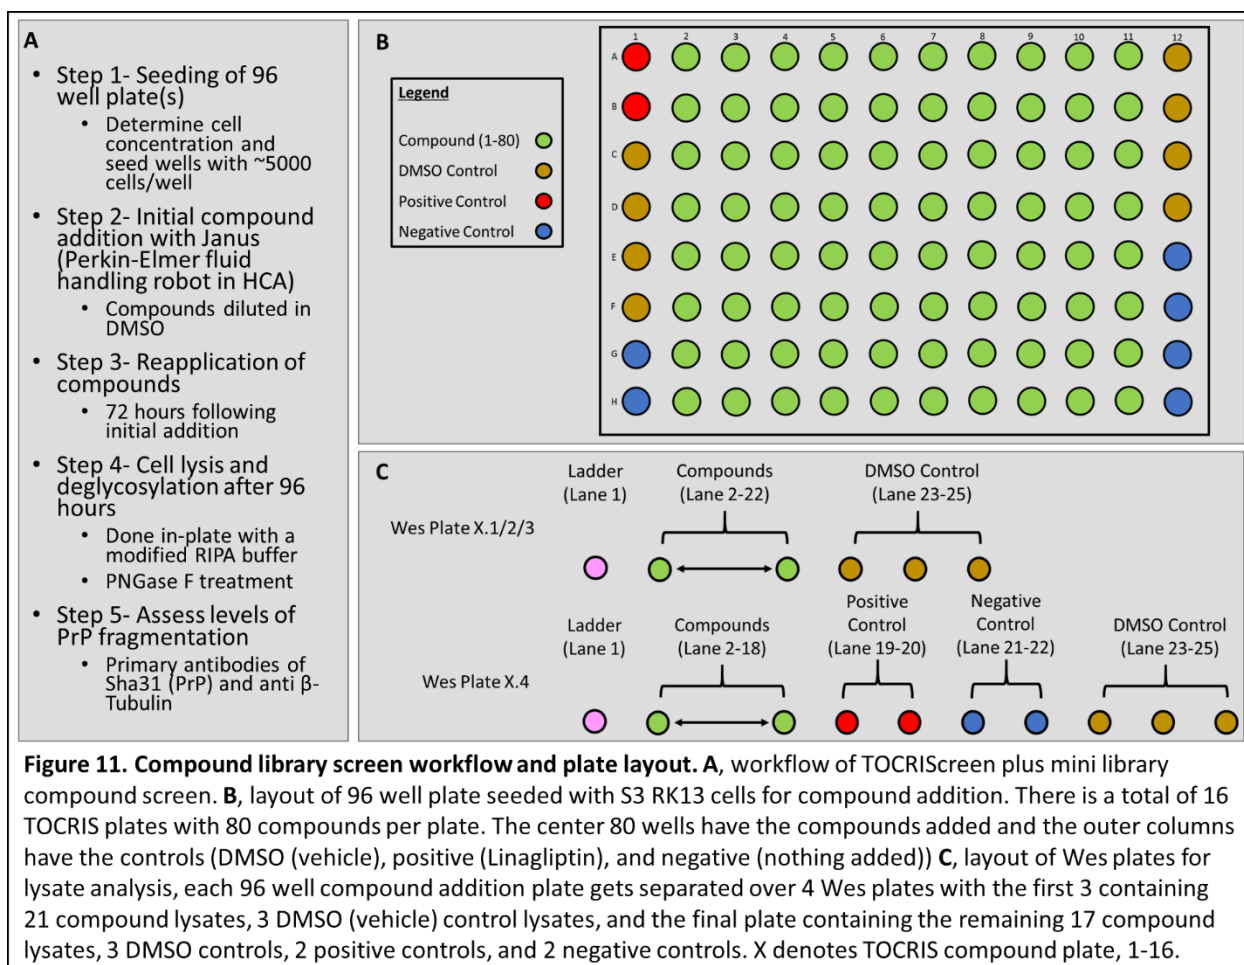 A
• Step 1- Seeding of 96
well plate(s)
• Determine cell
concentration and
seed wells with ~5000
cells/well
• Step 2- Initial compound
addition with Janus
(Perkin-Elmer fluid
handling robot in HCA)
• Compounds diluted in
DMSO
• Step 3- Reapplication of
compounds
• 72 hours following
initial addition
• Step 4- Cell lysis and
deglycosylation after 96
hours
• Done in-plate with a
modified RIPA buffer
• PNGase F treatment
• Step 5- Assess levels of
PrP fragmentation
• Primary antibodies of
Sha31 (PrP) and anti β-
Tubulin
B
Legend
Compound (1-80)
DMSO Control
Positive Control
Negative Control
1 2 3 4 5 6 7 8 9 10 11 12
A
B
C
D
E
F
G
H
C
Ladder
(Lane 1)
Compounds
(Lane 2-22)
DMSO Control
(Lane 23-25)
Wes Plate X.1/2/3
Ladder
(Lane 1)
Compounds
(Lane 2-18)
Positive
Control
(Lane 19-20)
Negative
Control
(Lane 21-22)
DMSO Control
(Lane 23-25)
Wes Plate X.4
Figure 11. Compound library screen workflow and plate layout. A, workflow of TOCRIScreen plus mini library
compound screen. B, layout of 96 well plate seeded with S3 RK13 cells for compound addition. There is a total of 16
TOCRIS plates with 80 compounds per plate. The center 80 wells have the compounds added and the outer columns
have the controls (DMSO (vehicle), positive (Linagliptin), and negative (nothing added)) C, layout of Wes plates for
lysate analysis, each 96 well compound addition plate gets separated over 4 Wes plates with the first 3 containing
21 compound lysates, 3 DMSO (vehicle) control lysates, and the final plate containing the remaining 17 compound
lysates, 3 DMSO controls, 2 positive controls, and 2 negative controls. X denotes TOCRIS compound plate, 1-16.